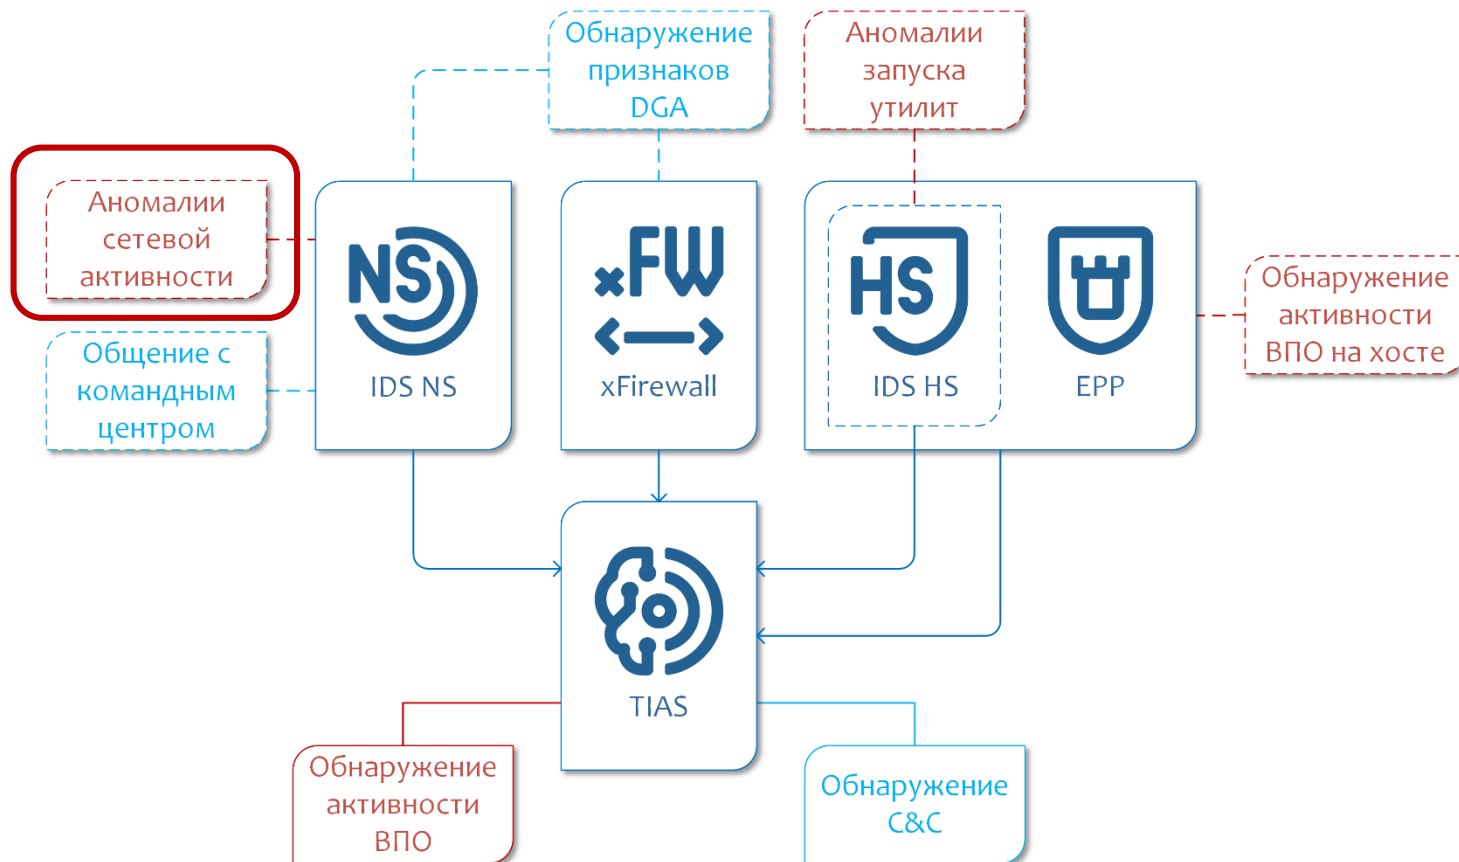 Обнаружение
признаков
DGA
Аномалии
запуска
утилит
Аномалии
сетевой
активности
Общение с
командным
центром
NS
IDS NS
xFW
xFirewall
HS
IDS HS
EPP
Обнаружение
активности
ВПО на хосте
TIAS
Обнаружение
активности
ВПО
Обнаружение
C&C